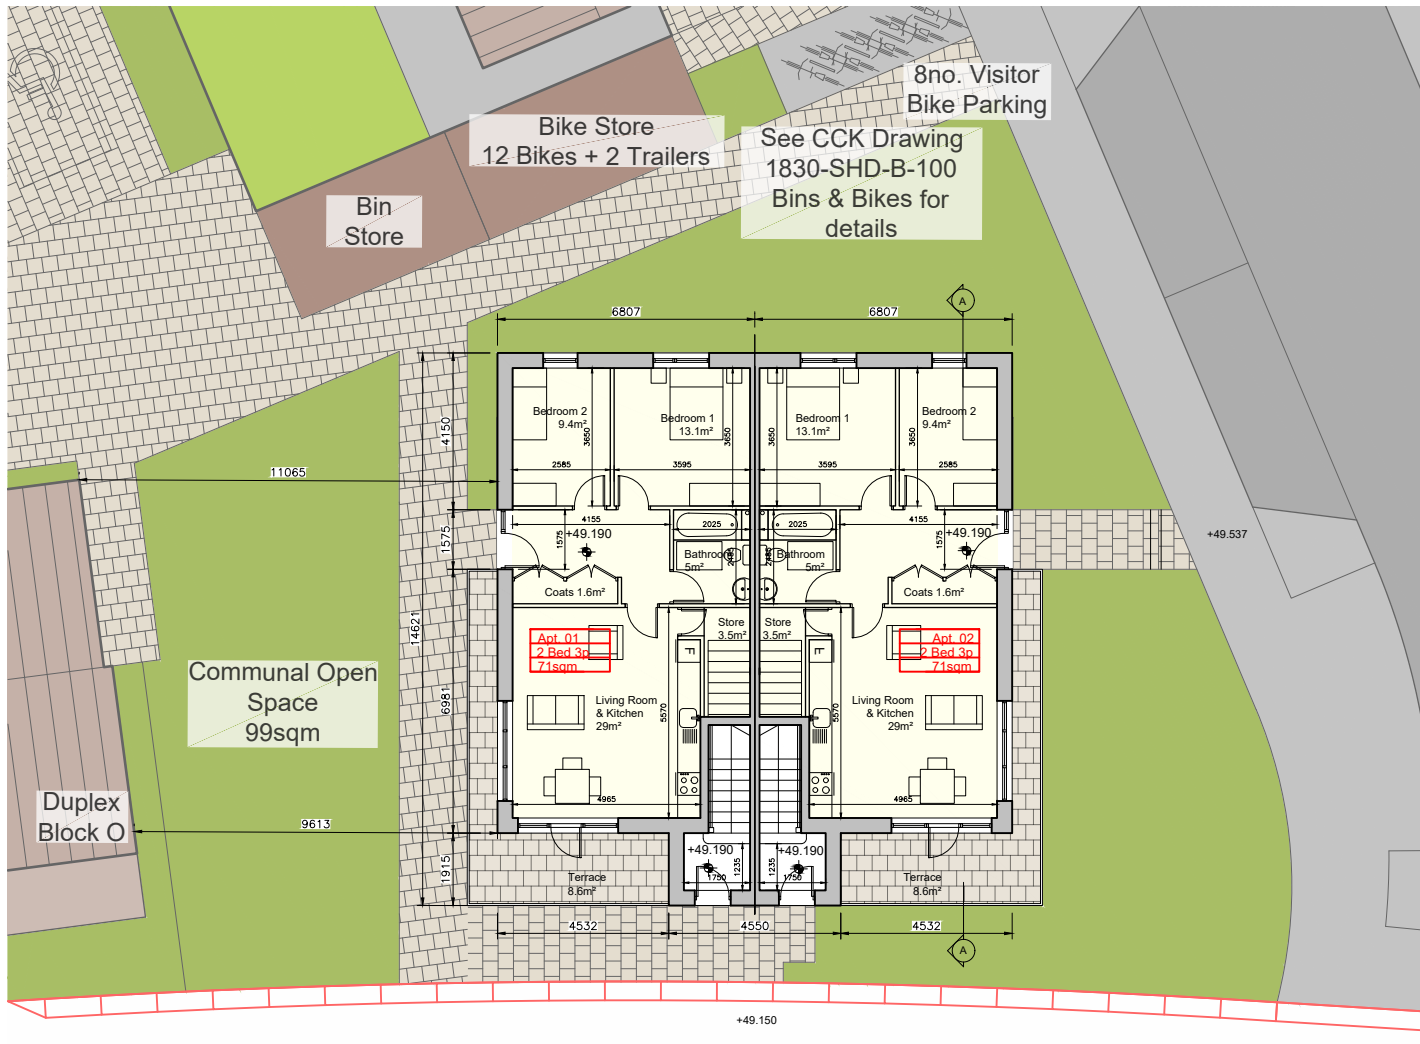 8no. Visitor
Bike Parking
Bike Store
12 Bikes + 2 Trailers
See CCK Drawing
1830-SHD-B-100
Bins & Bikes for
details
Bin
Store
A
6807
6807
Bedroom 2
9.4m²
Bedroom 1
13.1m²
Bedroom 1
13.1m²
Bedroom 2
9.4m²
3650
3650
3650
3650
4150
2585
3595
3595
2585
11065
4155
2025
2025
4155
+49.190
+49.190
1575
1575
1575
+49.537
Bathroom
5m²
Bathroom
5m²
Coats 1.6m²
Coats 1.6m²
14621
Store
3.5m²
Store
3.5m²
Apt. 01
2 Bed 3p
71sqm
Apt. 02
2 Bed 3p
71sqm
F
F
Communal Open
Space
99sqm
6981
Living Room
& Kitchen
29m²
5570
5570
Living Room
& Kitchen
29m²
4965
4965
Duplex
Block O
9613
+49.190
+49.190
1915
1235
1235
1750
1750
Terrace
8.6m²
Terrace
8.6m²
4532
4550
4532
A
+49.150